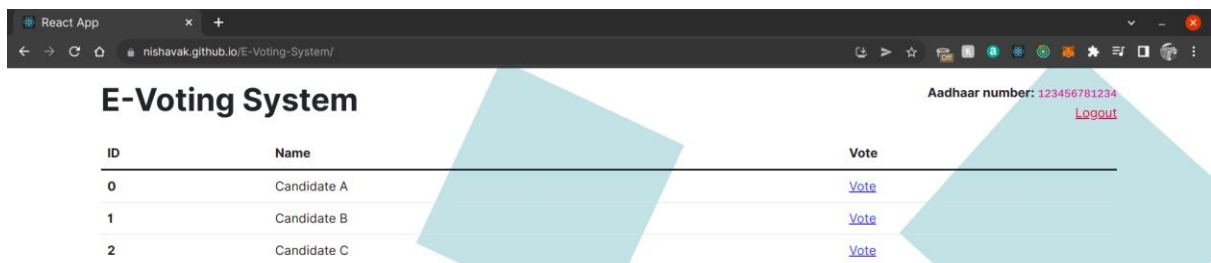 React App
nishavak.github.io/E-Voting-System/
Off
E-Voting System
Aadhaar number: 123456781234
Logout
ID Name Vote
0 Candidate A Vote
1 Candidate B Vote
2 Candidate C Vote